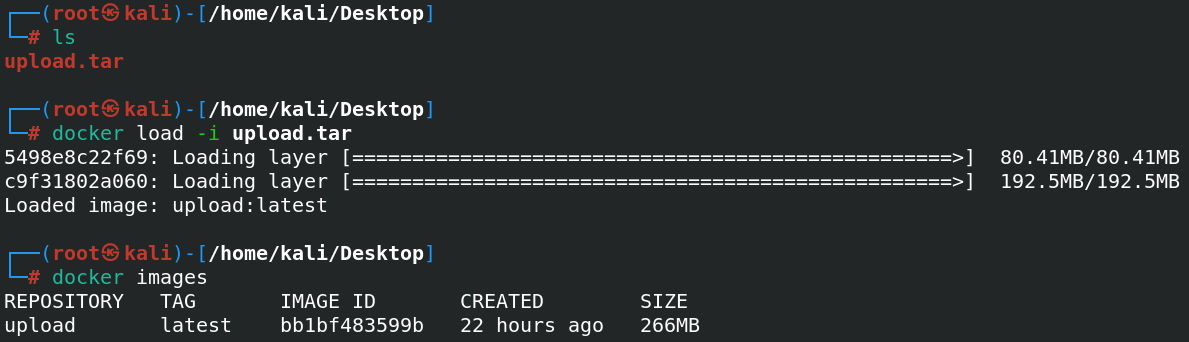 ┌──(root㉿kali)-[/home/kali/Desktop]
└─# ls
upload.tar
┌──(root㉿kali)-[/home/kali/Desktop]
└─# docker load -i upload.tar
5498e8c22f69: Loading layer [==================================================>]  80.41MB/80.41MB
c9f31802a060: Loading layer [==================================================>]  192.5MB/192.5MB
Loaded image: upload:latest
┌──(root㉿kali)-[/home/kali/Desktop]
└─# docker images
REPOSITORY   TAG       IMAGE ID       CREATED        SIZE
upload       latest    bb1bf483599b   22 hours ago   266MB